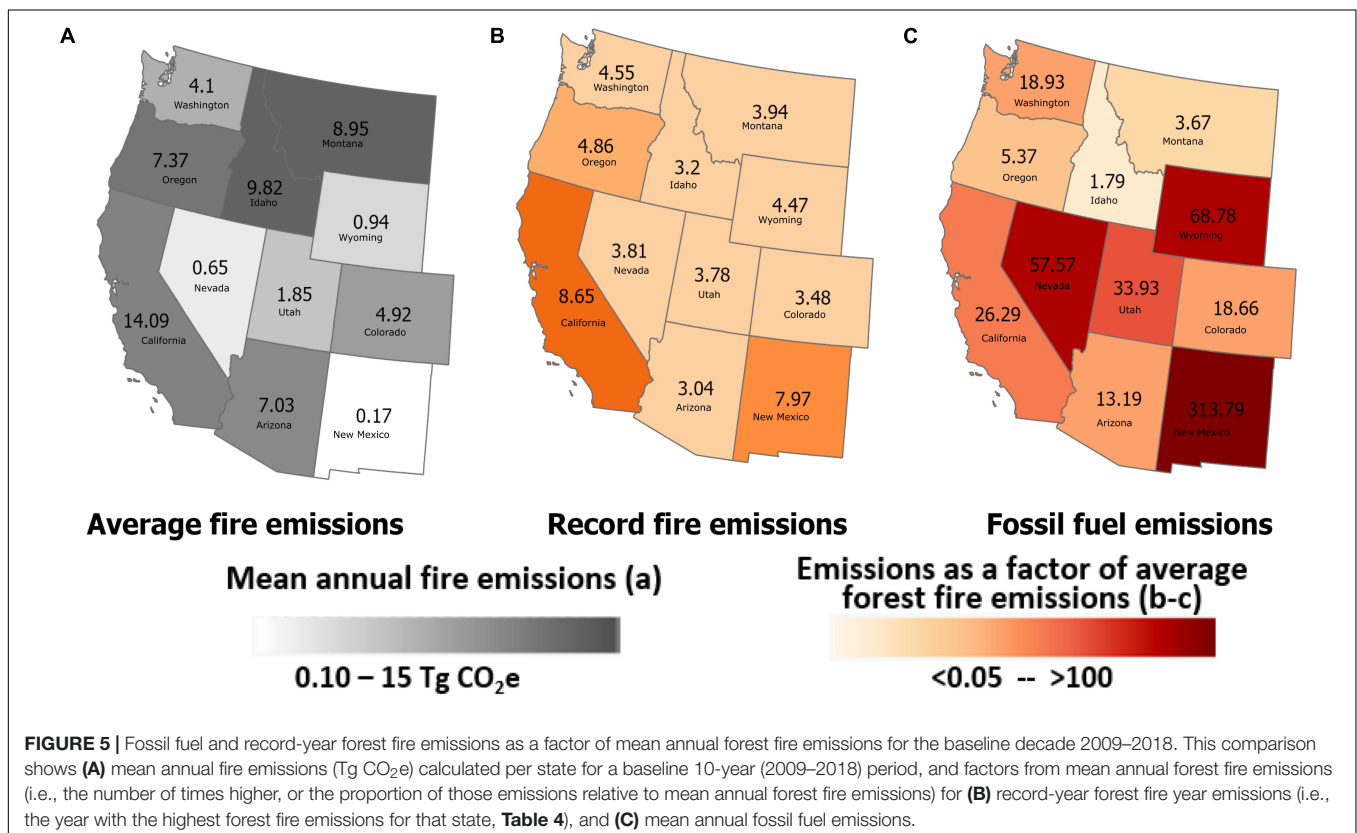 A
B
C
4.1
Washington
8.95
Montana
7.37
Oregon
9.82
Idaho
0.94
Wyoming
0.65
Nevada
1.85
Utah
4.92
Colorado
14.09
California
7.03
Arizona
0.17
New Mexico
4.55
Washington
3.94
Montana
4.86
Oregon
3.2
Idaho
4.47
Wyoming
3.81
Nevada
3.78
Utah
3.48
Colorado
8.65
California
3.04
Arizona
7.97
New Mexico
18.93
Washington
3.67
Montana
5.37
Oregon
1.79
Idaho
68.78
Wyoming
57.57
Nevada
33.93
Utah
18.66
Colorado
26.29
California
13.19
Arizona
313.79
New Mexico
Average fire emissions
Record fire emissions
Fossil fuel emissions
Mean annual fire emissions (a)
0.10 – 15 Tg CO₂e
Emissions as a factor of average
forest fire emissions (b-c)
<0.05 -- >100
FIGURE 5 | Fossil fuel and record-year forest fire emissions as a factor of mean annual forest fire emissions for the baseline decade 2009–2018. This comparison
shows (A) mean annual fire emissions (Tg CO₂e) calculated per state for a baseline 10-year (2009–2018) period, and factors from mean annual forest fire emissions
(i.e., the number of times higher, or the proportion of those emissions relative to mean annual forest fire emissions) for (B) record-year forest fire year emissions (i.e.,
the year with the highest forest fire emissions for that state, Table 4), and (C) mean annual fossil fuel emissions.